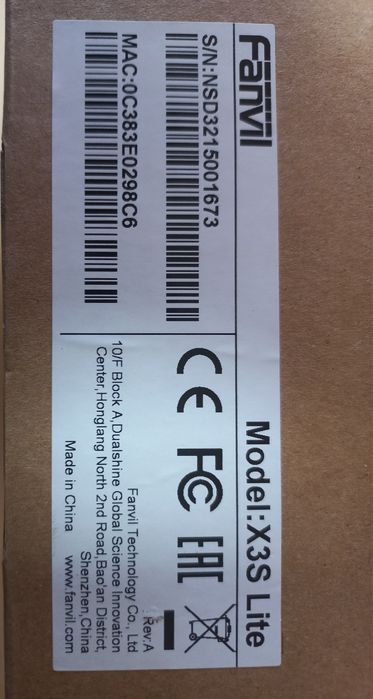 Fanvil
Model:X3S Lite
S/N:NSD3215001673
MAC:0C383E0298C6
CE FC EAC
Rev:A
Fanvil Technology Co., Ltd
10/F Block A,Dualshine Global Science Innovation
Center,Honglang North 2nd Road,Bao'an District,
Shenzhen,China
Made in China www.fanvil.com